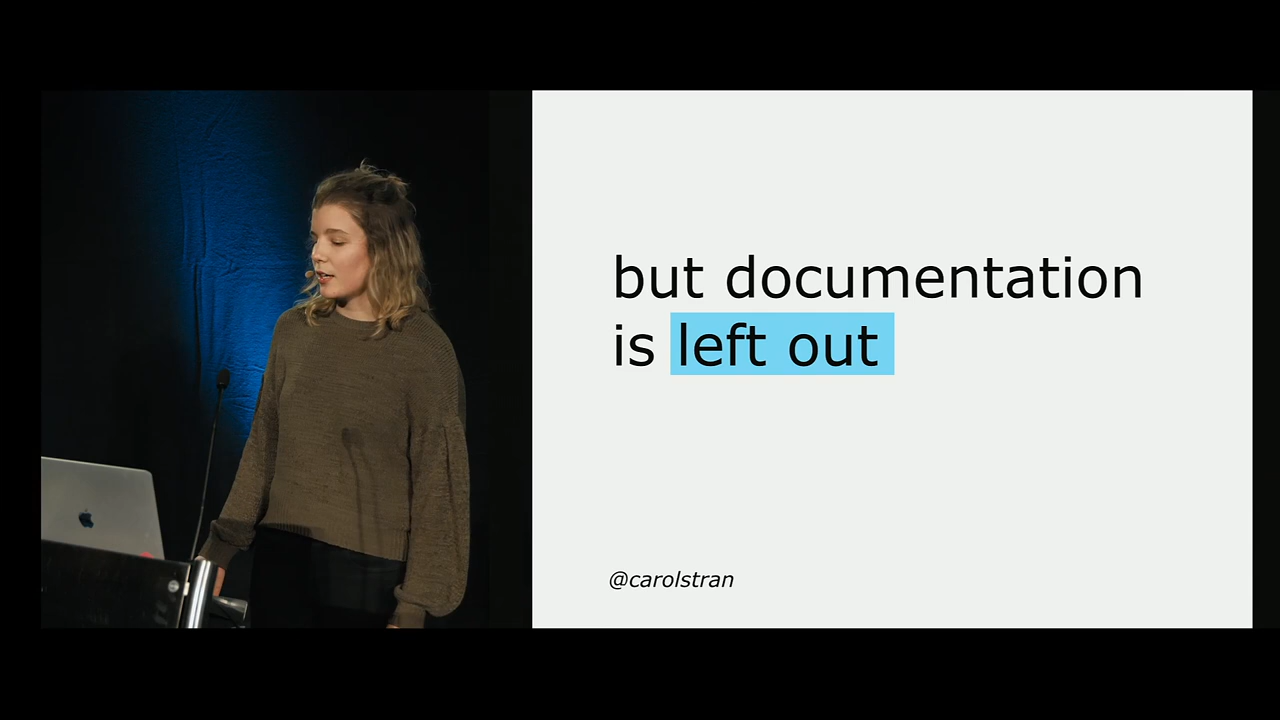 but documentation
is left out
@carolstran